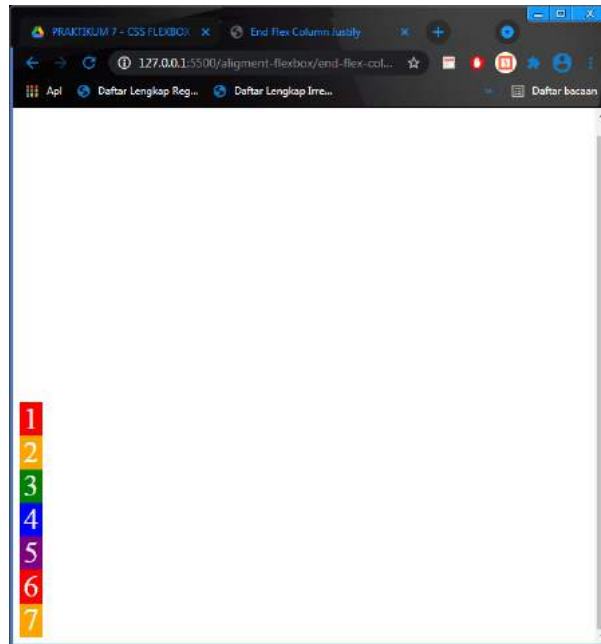 PRAKTIKUM 7 - CSS FLEXBOX
End Flex Column Justify
127.0.0.1:5500/aligment-flexbox/end-flex-col...
Apl
Daftar Lengkap Reg...
Daftar Lengkap Irre...
Daftar bacaan
1
2
3
4
5
6
7